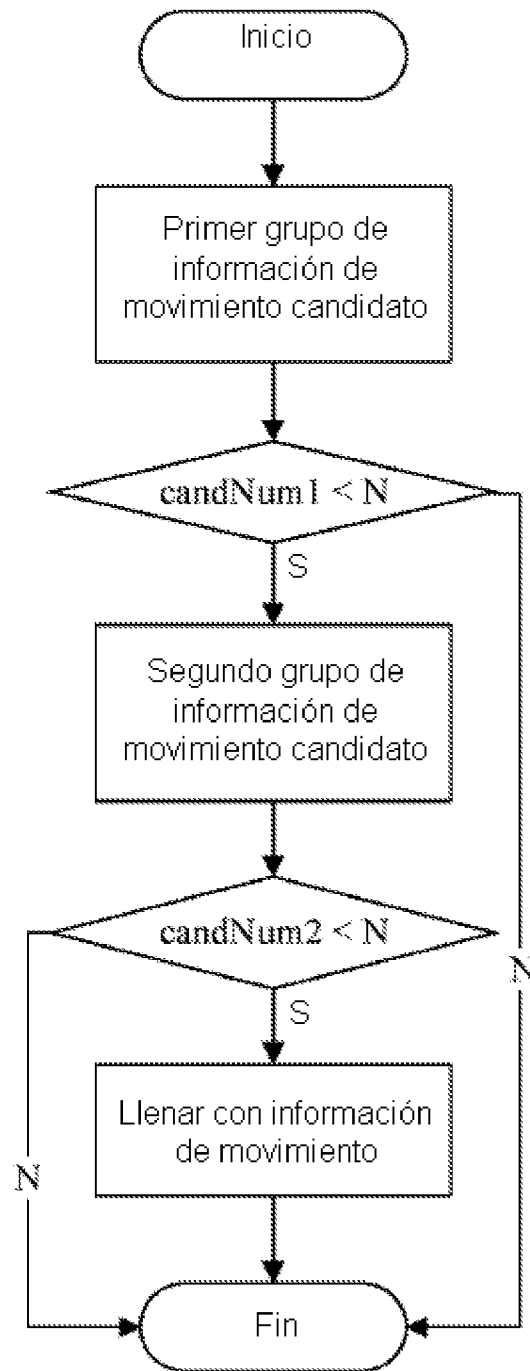 Inicio
Primer grupo de
información de
movimiento candidato
candNum1 < N
S
Segundo grupo de
información de
movimiento candidato
candNum2 < N
N
S
Llenar con información
de movimiento
N
Fin